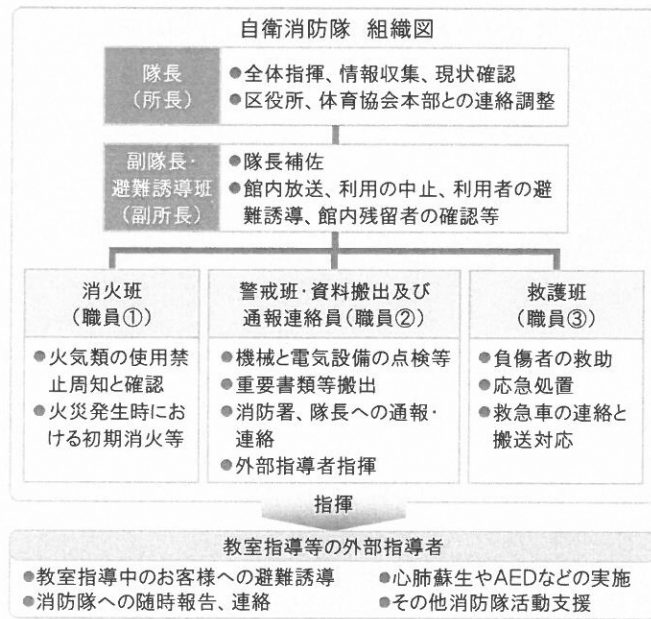 自衛消防隊 組織図
隊長
(所長)
●全体指揮、情報収集、現状確認
●区役所、体育協会本部との連絡調整
副隊長・
避難誘導班
(副所長)
●隊長補佐
●館内放送、利用の中止、利用者の避
難誘導、館内残留者の確認等
消火班
(職員①)
●火気類の使用禁
止周知と確認
●火災発生時にお
ける初期消火等
警戒班・資料搬出及び
通報連絡員(職員②)
●機械と電気設備の点検等
●重要書類等搬出
●消防署、隊長への通報・
連絡
●外部指導者指揮
救護班
(職員③)
●負傷者の救助
●応急処置
●救急車の連絡と
搬送対応
指揮
教室指導等の外部指導者
●教室指導中のお客様への避難誘導
●消防隊への随時報告、連絡
●心肺蘇生やAEDなどの実施
●その他消防隊活動支援